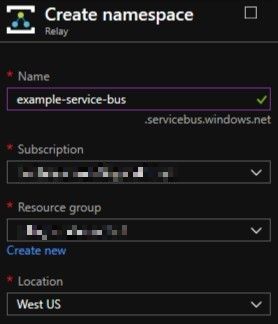 Create namespace
Relay
* Name
example-service-bus
.servicebus.windows.net
* Subscription
* Resource group
Create new
* Location
West US